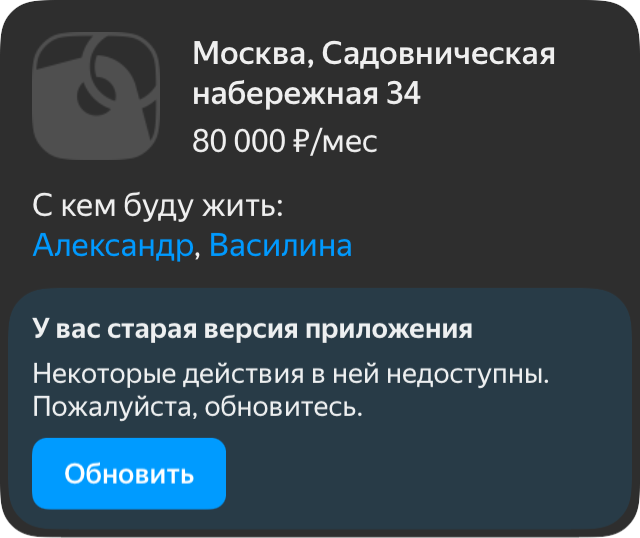 Москва, Садовническая
набережная 34
80 000 ₽/мес
С кем буду жить:
Александр, Василина
У вас старая версия приложения
Некоторые действия в ней недоступны.
Пожалуйста, обновитесь.
Обновить